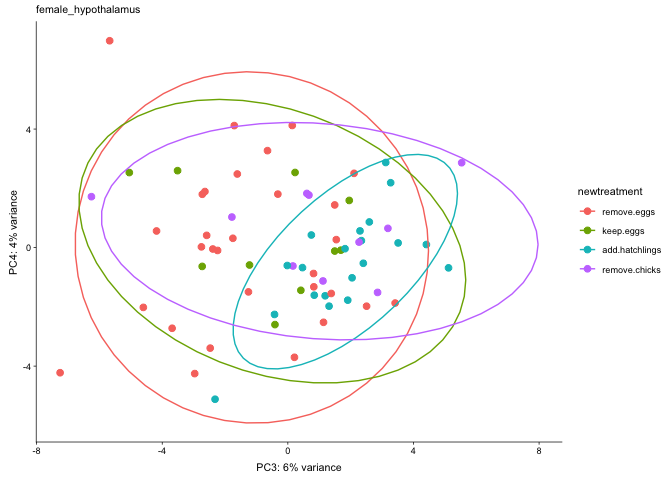 female_hypothalamus
4
0
-4
PC4: 4% variance
-8
-4
0
4
8
PC3: 6% variance
newtreatment
remove.eggs
keep.eggs
add.hatchlings
remove.chicks